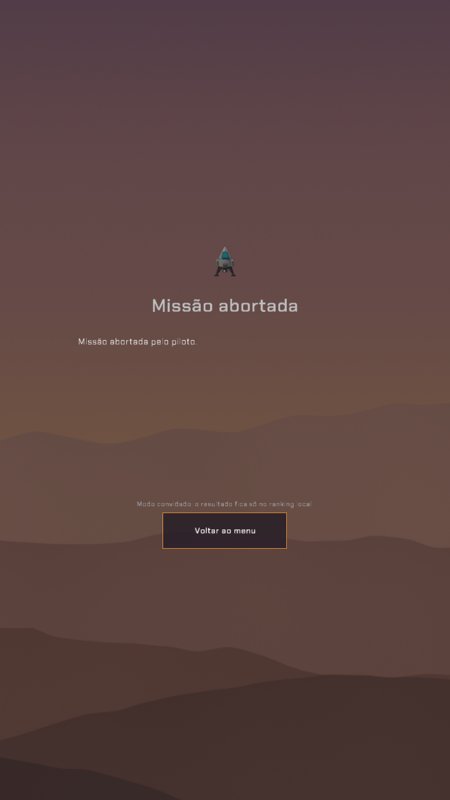 Missão abortada
Missão abortada pelo piloto.
Modo convidado: o resultado fica só no ranking local
Voltar ao menu